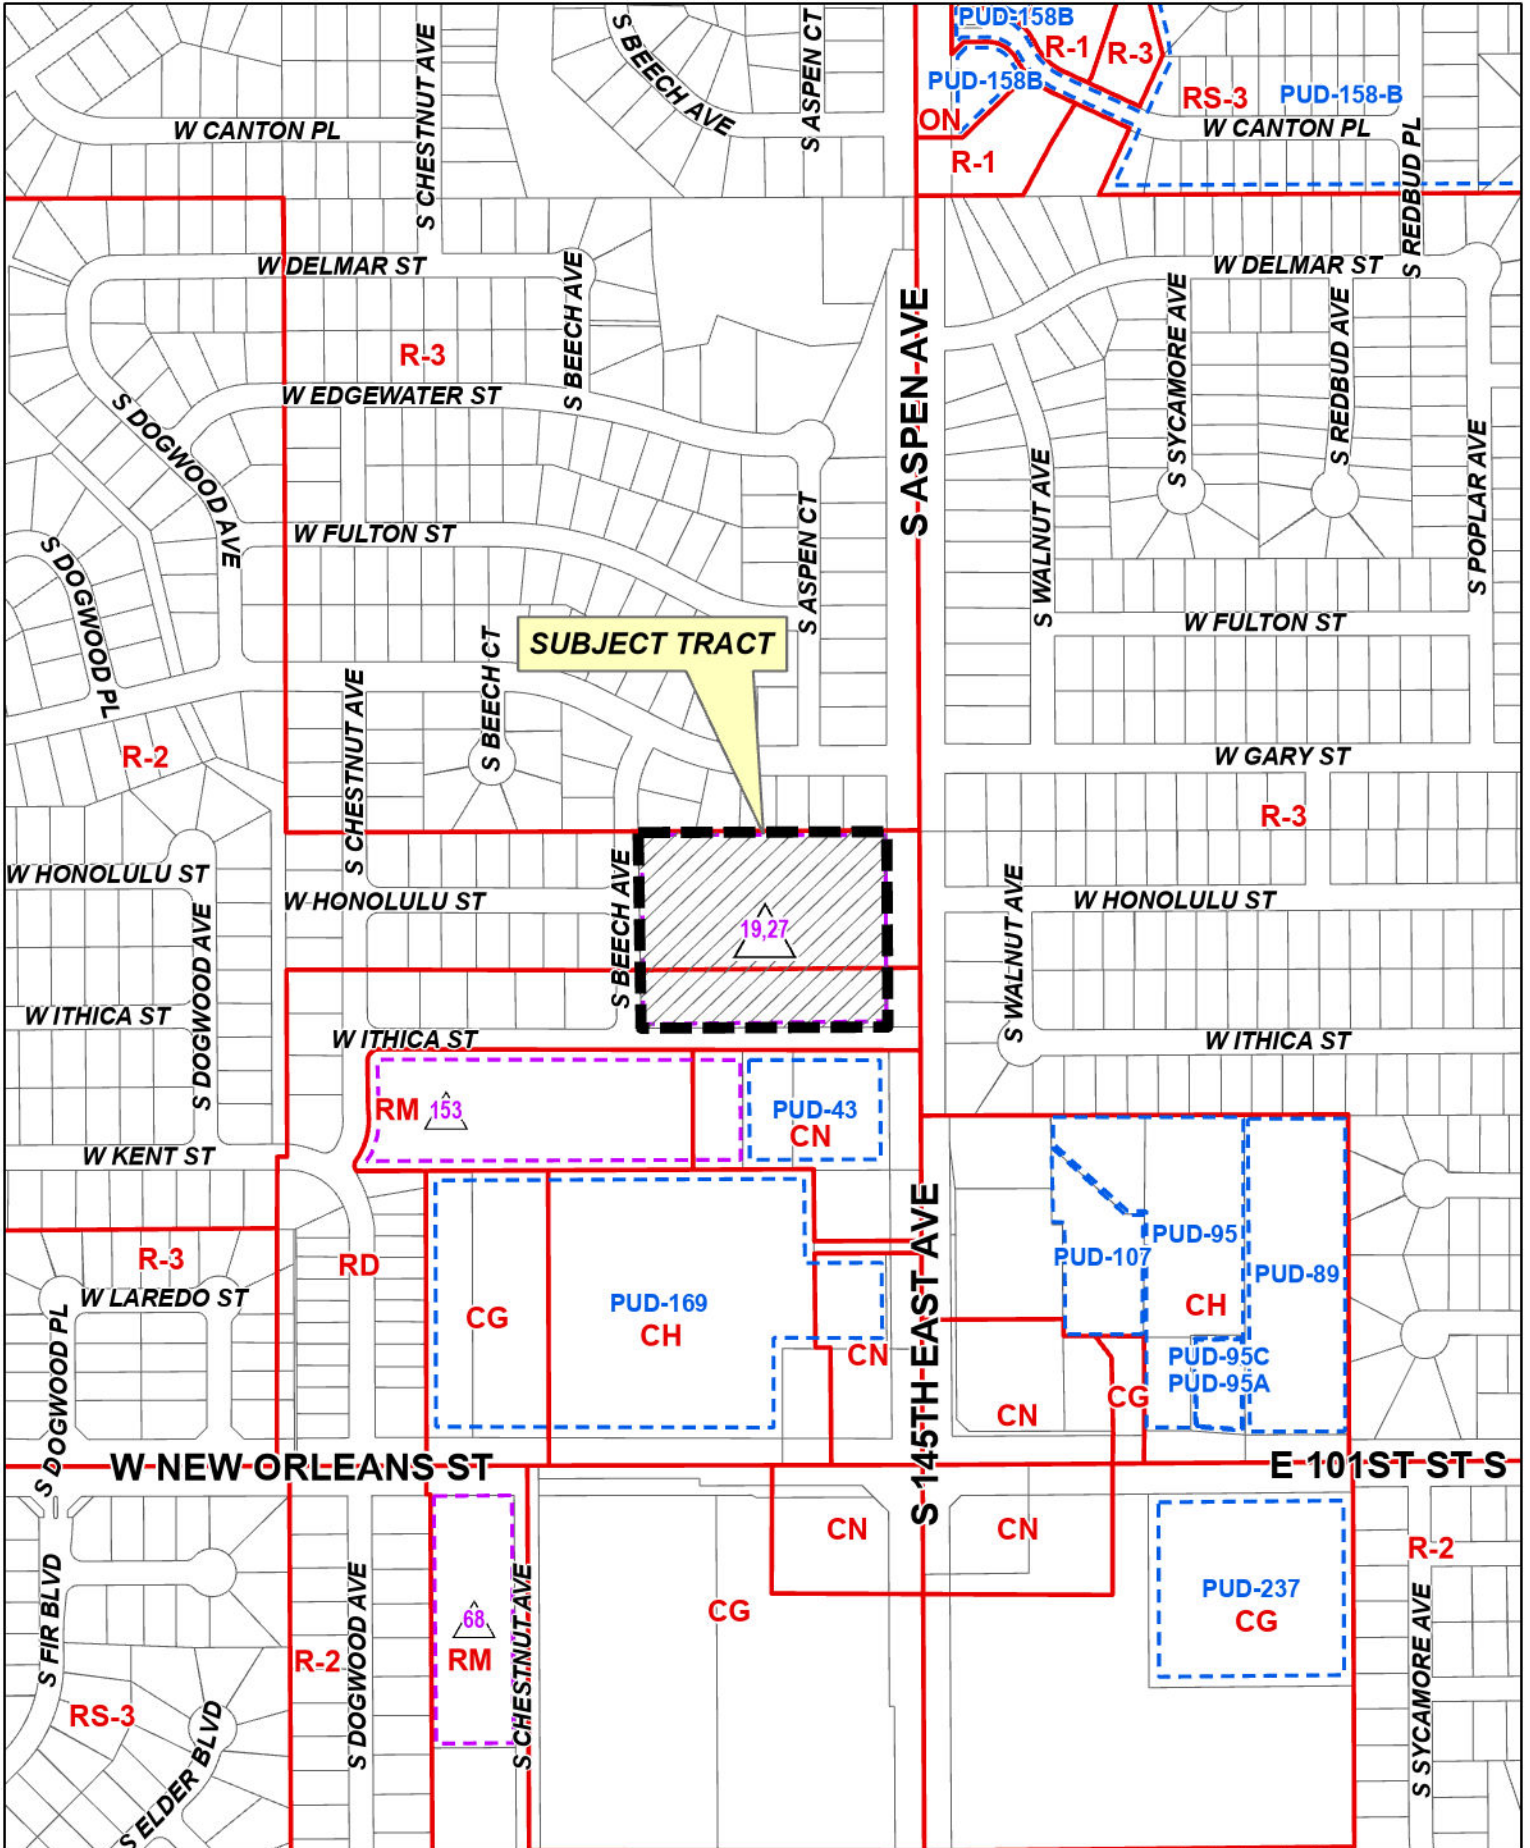 PUD-158B
R-1
R-3
PUD-158B
RS-3
PUD-158-B
ON
R-1
W CANTON PL
S CHESTNUT AVE
S BEECH AVE
S ASPEN CT
W CANTON PL
S REDBUD PL
W DELMAR ST
S BEECH AVE
S ASPEN AVE
W DELMAR ST
S SYCAMORE AVE
S REDBUD AVE
R-3
W EDGEWATER ST
S DOGWOOD AVE
S WALNUT AVE
S POPLAR AVE
W FULTON ST
S ASPEN CT
S DOGWOOD PL
W FULTON ST
SUBJECT TRACT
S BEECH CT
S CHESTNUT AVE
R-2
W GARY ST
R-3
W HONOLULU ST
W HONOLULU ST
S BEECH AVE
19,27
W HONOLULU ST
S DOGWOOD AVE
S WALNUT AVE
W ITHICA ST
W ITHICA ST
W ITHICA ST
RM
153
PUD-43
CN
W KENT ST
S 145TH EAST AVE
R-3
RD
W LAREDO ST
S DOGWOOD PL
CG
PUD-169
CH
CN
PUD-107
PUD-95
PUD-89
CH
PUD-95C
PUD-95A
CG
CN
W NEW ORLEANS ST
E 101ST ST S
CN
CN
R-2
S FIR BLVD
S DOGWOOD AVE
68
RM
S CHESTNUT AVE
CG
PUD-237
CG
S SYCAMORE AVE
R-2
RS-3
S ELDER BLVD